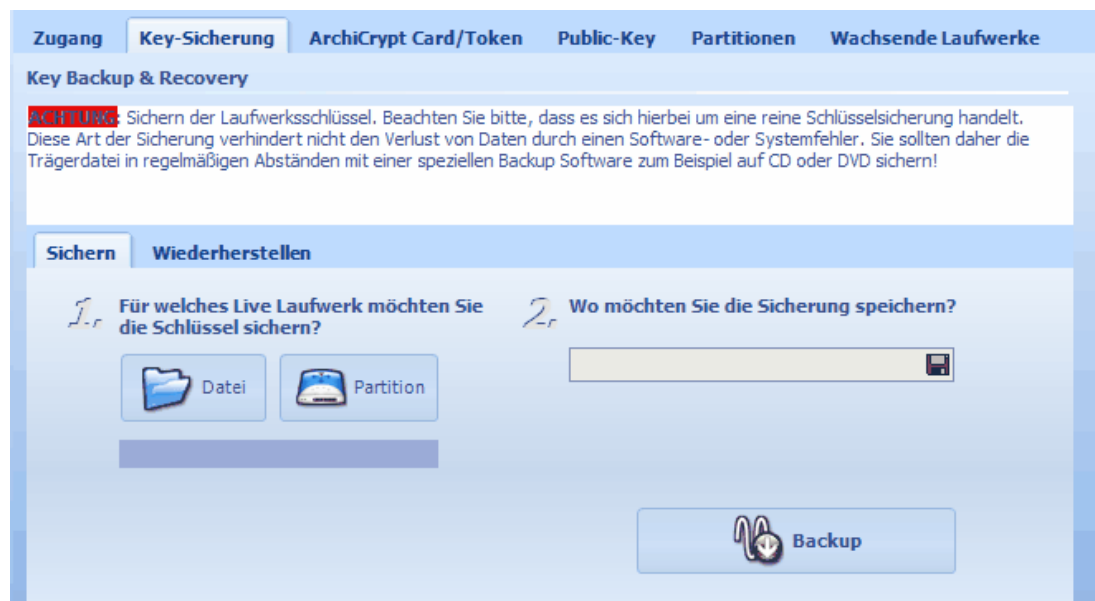 Zugang Key-Sicherung ArchiCrypt Card/Token Public-Key Partitionen Wachsende Laufwerke
Key Backup & Recovery
ACHTUNG: Sichern der Laufwerksschlüssel. Beachten Sie bitte, dass es sich hierbei um eine reine Schlüsselsicherung handelt.
Diese Art der Sicherung verhindert nicht den Verlust von Daten durch einen Software- oder Systemfehler. Sie sollten daher die
Trägerdatei in regelmäßigen Abständen mit einer speziellen Backup Software zum Beispiel auf CD oder DVD sichern!
Sichern Wiederherstellen
1. Für welches Live Laufwerk möchten Sie
die Schlüssel sichern?
Datei Partition
2. Wo möchten Sie die Sicherung speichern?
Backup